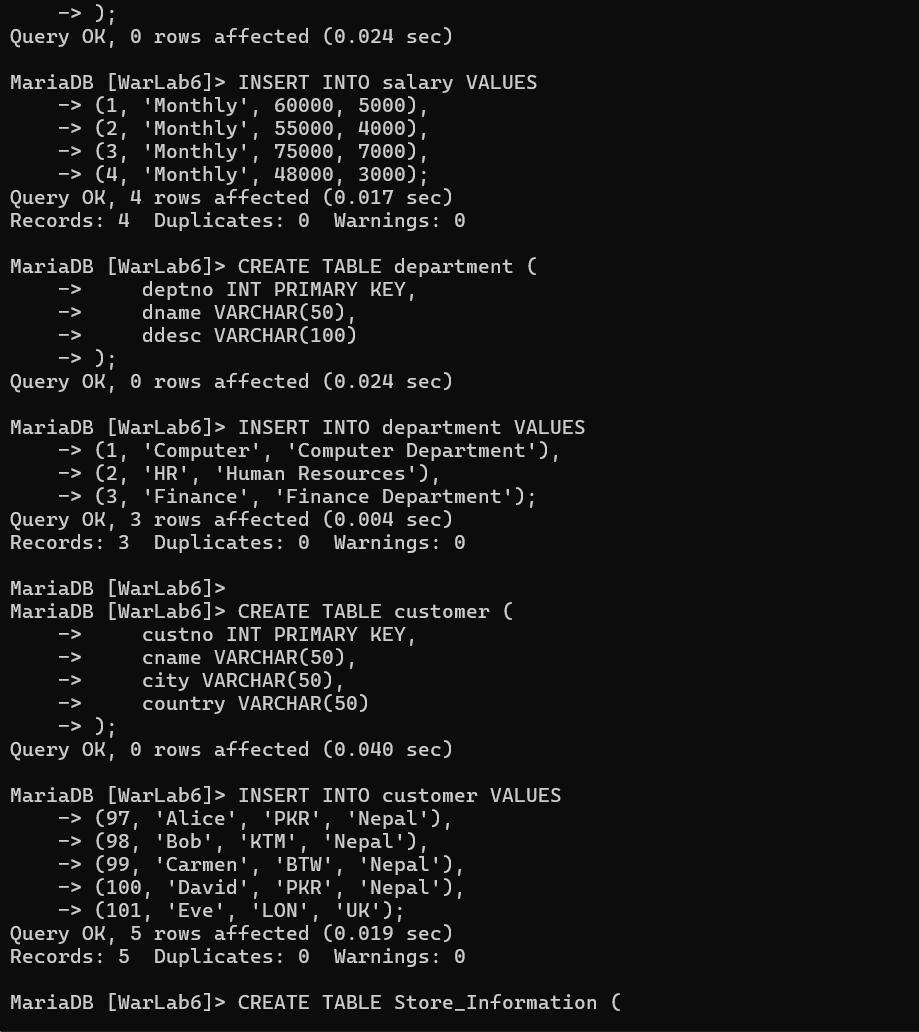 -> );
Query OK, 0 rows affected (0.024 sec)

MariaDB [WarLab6]> INSERT INTO salary VALUES
    -> (1, 'Monthly', 60000, 5000),
    -> (2, 'Monthly', 55000, 4000),
    -> (3, 'Monthly', 75000, 7000),
    -> (4, 'Monthly', 48000, 3000);
Query OK, 4 rows affected (0.017 sec)
Records: 4  Duplicates: 0  Warnings: 0

MariaDB [WarLab6]> CREATE TABLE department (
    ->     deptno INT PRIMARY KEY,
    ->     dname VARCHAR(50),
    ->     ddesc VARCHAR(100)
    -> );
Query OK, 0 rows affected (0.024 sec)

MariaDB [WarLab6]> INSERT INTO department VALUES
    -> (1, 'Computer', 'Computer Department'),
    -> (2, 'HR', 'Human Resources'),
    -> (3, 'Finance', 'Finance Department');
Query OK, 3 rows affected (0.004 sec)
Records: 3  Duplicates: 0  Warnings: 0

MariaDB [WarLab6]>
MariaDB [WarLab6]> CREATE TABLE customer (
    ->     custno INT PRIMARY KEY,
    ->     cname VARCHAR(50),
    ->     city VARCHAR(50),
    ->     country VARCHAR(50)
    -> );
Query OK, 0 rows affected (0.040 sec)

MariaDB [WarLab6]> INSERT INTO customer VALUES
    -> (97, 'Alice', 'PKR', 'Nepal'),
    -> (98, 'Bob', 'KTM', 'Nepal'),
    -> (99, 'Carmen', 'BTW', 'Nepal'),
    -> (100, 'David', 'PKR', 'Nepal'),
    -> (101, 'Eve', 'LON', 'UK');
Query OK, 5 rows affected (0.019 sec)
Records: 5  Duplicates: 0  Warnings: 0

MariaDB [WarLab6]> CREATE TABLE Store_Information (